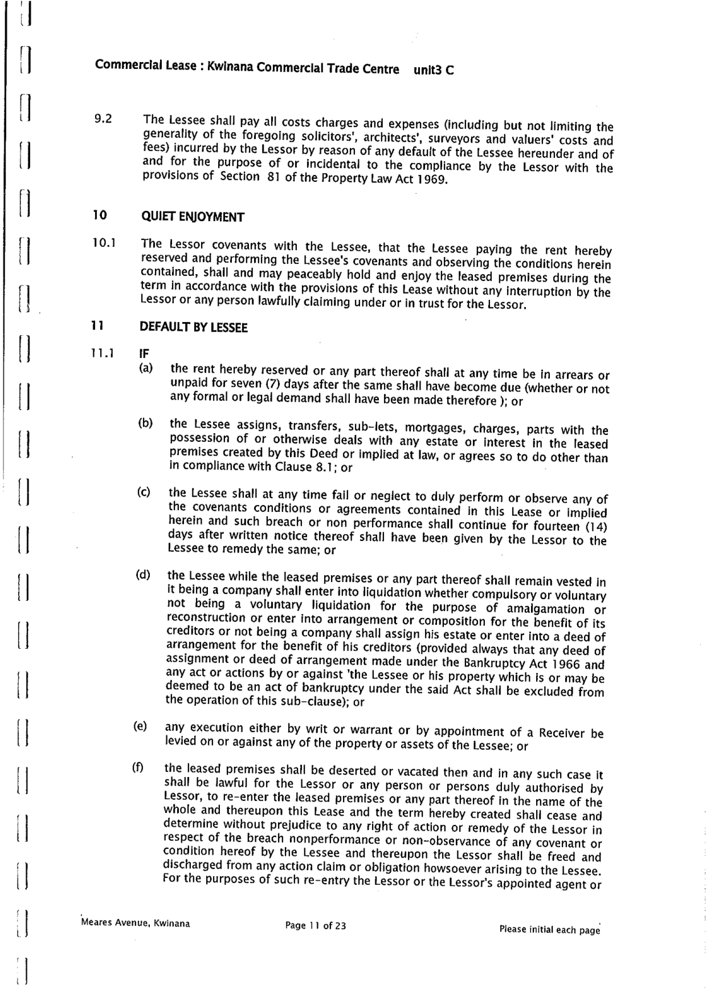 Commercial Lease : Kwinana Commercial Trade Centre unit3 C
9.2 The Lessee shall pay all costs charges and expenses (including but not limiting the
generality of the foregoing solicitors', architects', surveyors and valuers' costs and
fees) incurred by the Lessor by reason of any default of the Lessee hereunder and of
and for the purpose of or incidental to the compliance by the Lessor with the
provisions of Section 81 of the Property Law Act 1969.
10 QUIET ENJOYMENT
10.1 The Lessor covenants with the Lessee, that the Lessee paying the rent hereby
reserved and performing the Lessee's covenants and observing the conditions herein
contained, shall and may peaceably hold and enjoy the leased premises during the
term in accordance with the provisions of this Lease without any interruption by the
Lessor or any person lawfully claiming under or in trust for the Lessor.
11 DEFAULT BY LESSEE
11.1 IF
(a) the rent hereby reserved or any part thereof shall at any time be in arrears or
unpaid for seven (7) days after the same shall have become due (whether or not
any formal or legal demand shall have been made therefore ); or
(b) the Lessee assigns, transfers, sub-lets, mortgages, charges, parts with the
possession of or otherwise deals with any estate or interest in the leased
premises created by this Deed or implied at law, or agrees so to do other than
in compliance with Clause 8.1; or
(c) the Lessee shall at any time fail or neglect to duly perform or observe any of
the covenants conditions or agreements contained in this Lease or implied
herein and such breach or non performance shall continue for fourteen (14)
days after written notice thereof shall have been given by the Lessor to the
Lessee to remedy the same; or
(d) the Lessee while the leased premises or any part thereof shall remain vested in
it being a company shall enter into liquidation whether compulsory or voluntary
not being a voluntary liquidation for the purpose of amalgamation or
reconstruction or enter into arrangement or composition for the benefit of its
creditors or not being a company shall assign his estate or enter into a deed of
arrangement for the benefit of his creditors (provided always that any deed of
assignment or deed of arrangement made under the Bankruptcy Act 1966 and
any act or actions by or against 'the Lessee or his property which is or may be
deemed to be an act of bankruptcy under the said Act shall be excluded from
the operation of this sub-clause); or
(e) any execution either by writ or warrant or by appointment of a Receiver be
levied on or against any of the property or assets of the Lessee; or
(f) the leased premises shall be deserted or vacated then and in any such case it
shall be lawful for the Lessor or any person or persons duly authorised by
Lessor, to re-enter the leased premises or any part thereof in the name of the
whole and thereupon this Lease and the term hereby created shall cease and
determine without prejudice to any right of action or remedy of the Lessor in
respect of the breach nonperformance or non-observance of any covenant or
condition hereof by the Lessee and thereupon the Lessor shall be freed and
discharged from any action claim or obligation howsoever arising to the Lessee.
For the purposes of such re-entry the Lessor or the Lessor's appointed agent or
Meares Avenue, Kwinana Page 11 of 23 Please initial each page